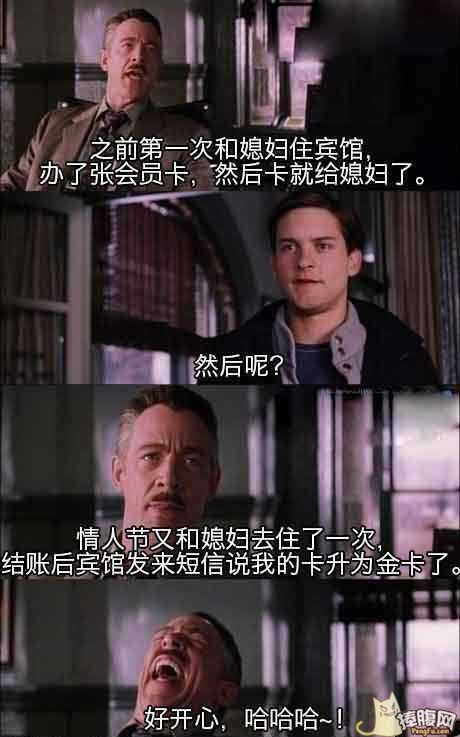 之前第一次和媳妇住宾馆,
办了张会员卡，然后卡就给媳妇了。
然后呢?
情人节又和媳妇去住了一次,
结账后宾馆发来短信说我的卡升为金卡了。
好开心，哈哈哈~!
捧腹网
PengFu.com